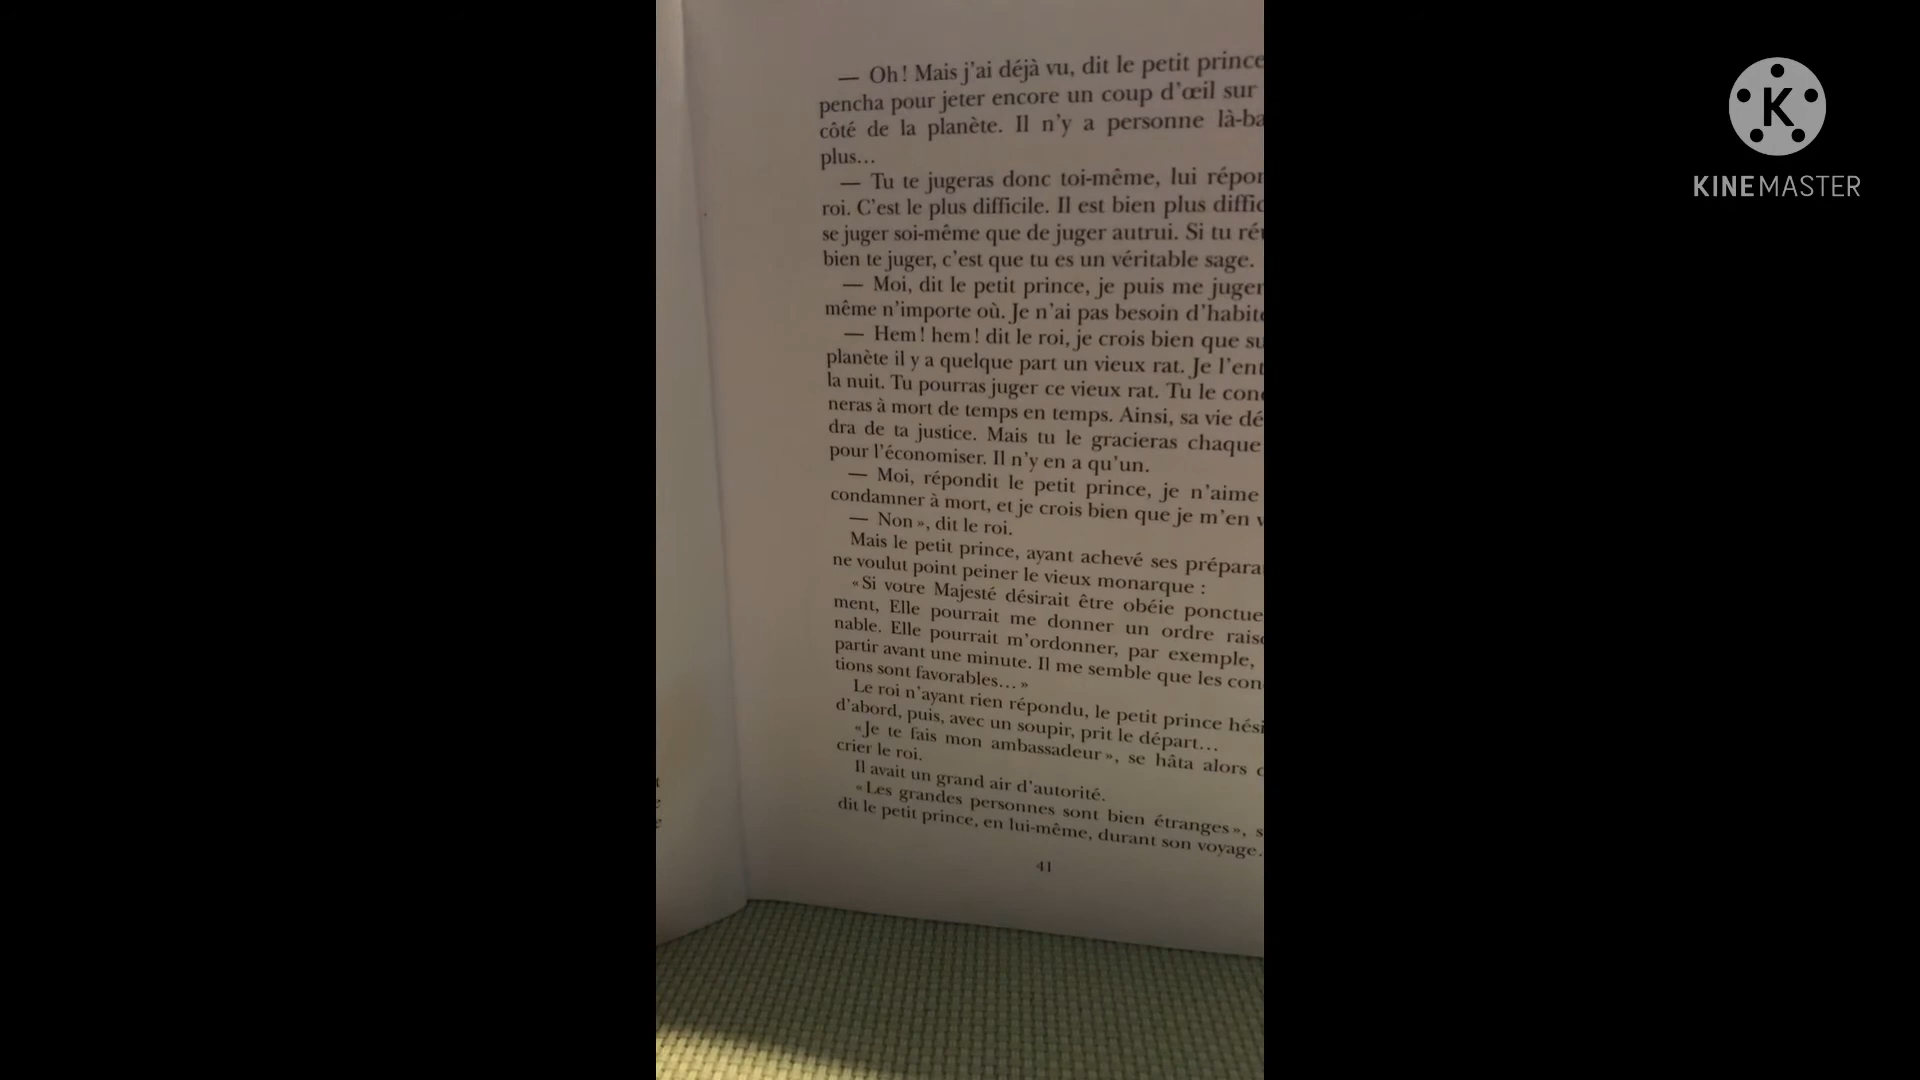 — Oh ! Mais j'ai déjà vu, dit le petit prince
pencha pour jeter encore un coup d'œil sur
côté de la planète. Il n'y a personne là-ba
plus...
— Tu te jugeras donc toi-même, lui répon
roi. C'est le plus difficile. Il est bien plus diffic
se juger soi-même que de juger autrui. Si tu réu
bien te juger, c'est que tu es un véritable sage.
— Moi, dit le petit prince, je puis me juger
même n'importe où. Je n'ai pas besoin d'habite
— Hem ! hem ! dit le roi, je crois bien que su
planète il y a quelque part un vieux rat. Je l'ent
la nuit. Tu pourras juger ce vieux rat. Tu le cond
neras à mort de temps en temps. Ainsi, sa vie dé
dra de ta justice. Mais tu le gracieras chaque
pour l'économiser. Il n'y en a qu'un.
— Moi, répondit le petit prince, je n'aime
condamner à mort, et je crois bien que je m'en v
— Non », dit le roi.
Mais le petit prince, ayant achevé ses prépara
ne voulut point peiner le vieux monarque :
« Si votre Majesté désirait être obéie ponctue
ment, Elle pourrait me donner un ordre raiso
nable. Elle pourrait m'ordonner, par exemple,
partir avant une minute. Il me semble que les con
tions sont favorables... »
Le roi n'ayant rien répondu, le petit prince hési
d'abord, puis, avec un soupir, prit le départ...
« Je te fais mon ambassadeur », se hâta alors d
crier le roi.
Il avait un grand air d'autorité.
« Les grandes personnes sont bien étranges », s
dit le petit prince, en lui-même, durant son voyage.
41
KINEMASTER